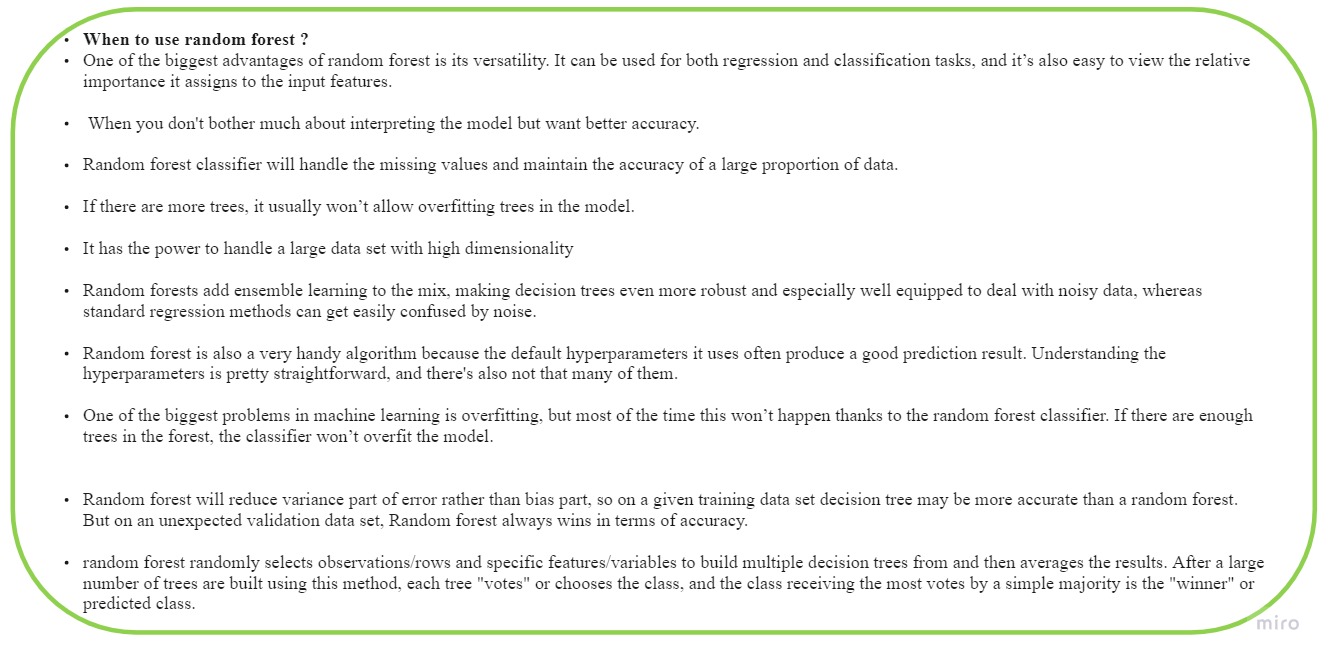 • When to use random forest ?
• One of the biggest advantages of random forest is its versatility. It can be used for both regression and classification tasks, and it’s also easy to view the relative
importance it assigns to the input features.
• When you don't bother much about interpreting the model but want better accuracy.
• Random forest classifier will handle the missing values and maintain the accuracy of a large proportion of data.
• If there are more trees, it usually won’t allow overfitting trees in the model.
• It has the power to handle a large data set with high dimensionality
• Random forests add ensemble learning to the mix, making decision trees even more robust and especially well equipped to deal with noisy data, whereas
standard regression methods can get easily confused by noise.
• Random forest is also a very handy algorithm because the default hyperparameters it uses often produce a good prediction result. Understanding the
hyperparameters is pretty straightforward, and there's also not that many of them.
• One of the biggest problems in machine learning is overfitting, but most of the time this won’t happen thanks to the random forest classifier. If there are enough
trees in the forest, the classifier won’t overfit the model.
• Random forest will reduce variance part of error rather than bias part, so on a given training data set decision tree may be more accurate than a random forest.
But on an unexpected validation data set, Random forest always wins in terms of accuracy.
• random forest randomly selects observations/rows and specific features/variables to build multiple decision trees from and then averages the results. After a large
number of trees are built using this method, each tree "votes" or chooses the class, and the class receiving the most votes by a simple majority is the "winner" or
predicted class.
miro